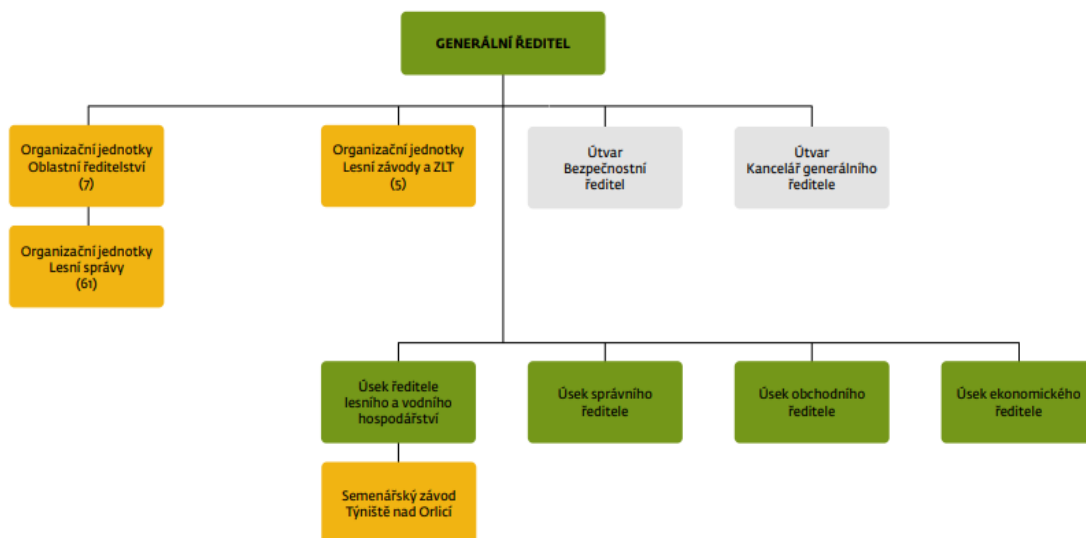 GENERÁLNÍ ŘEDITEL
Organizační jednotky
Oblastní ředitelství
(7)
Organizační jednotky
Lesní závody a ZLT
(5)
Útvar
Bezpečnostní
ředitel
Útvar
Kancelář generálního
ředitele
Organizační jednotky
Lesní správy
(61)
Úsek ředitele
lesního a vodního
hospodářství
Úsek správního
ředitele
Úsek obchodního
ředitele
Úsek ekonomického
ředitele
Semenářský závod
Týniště nad Orlicí